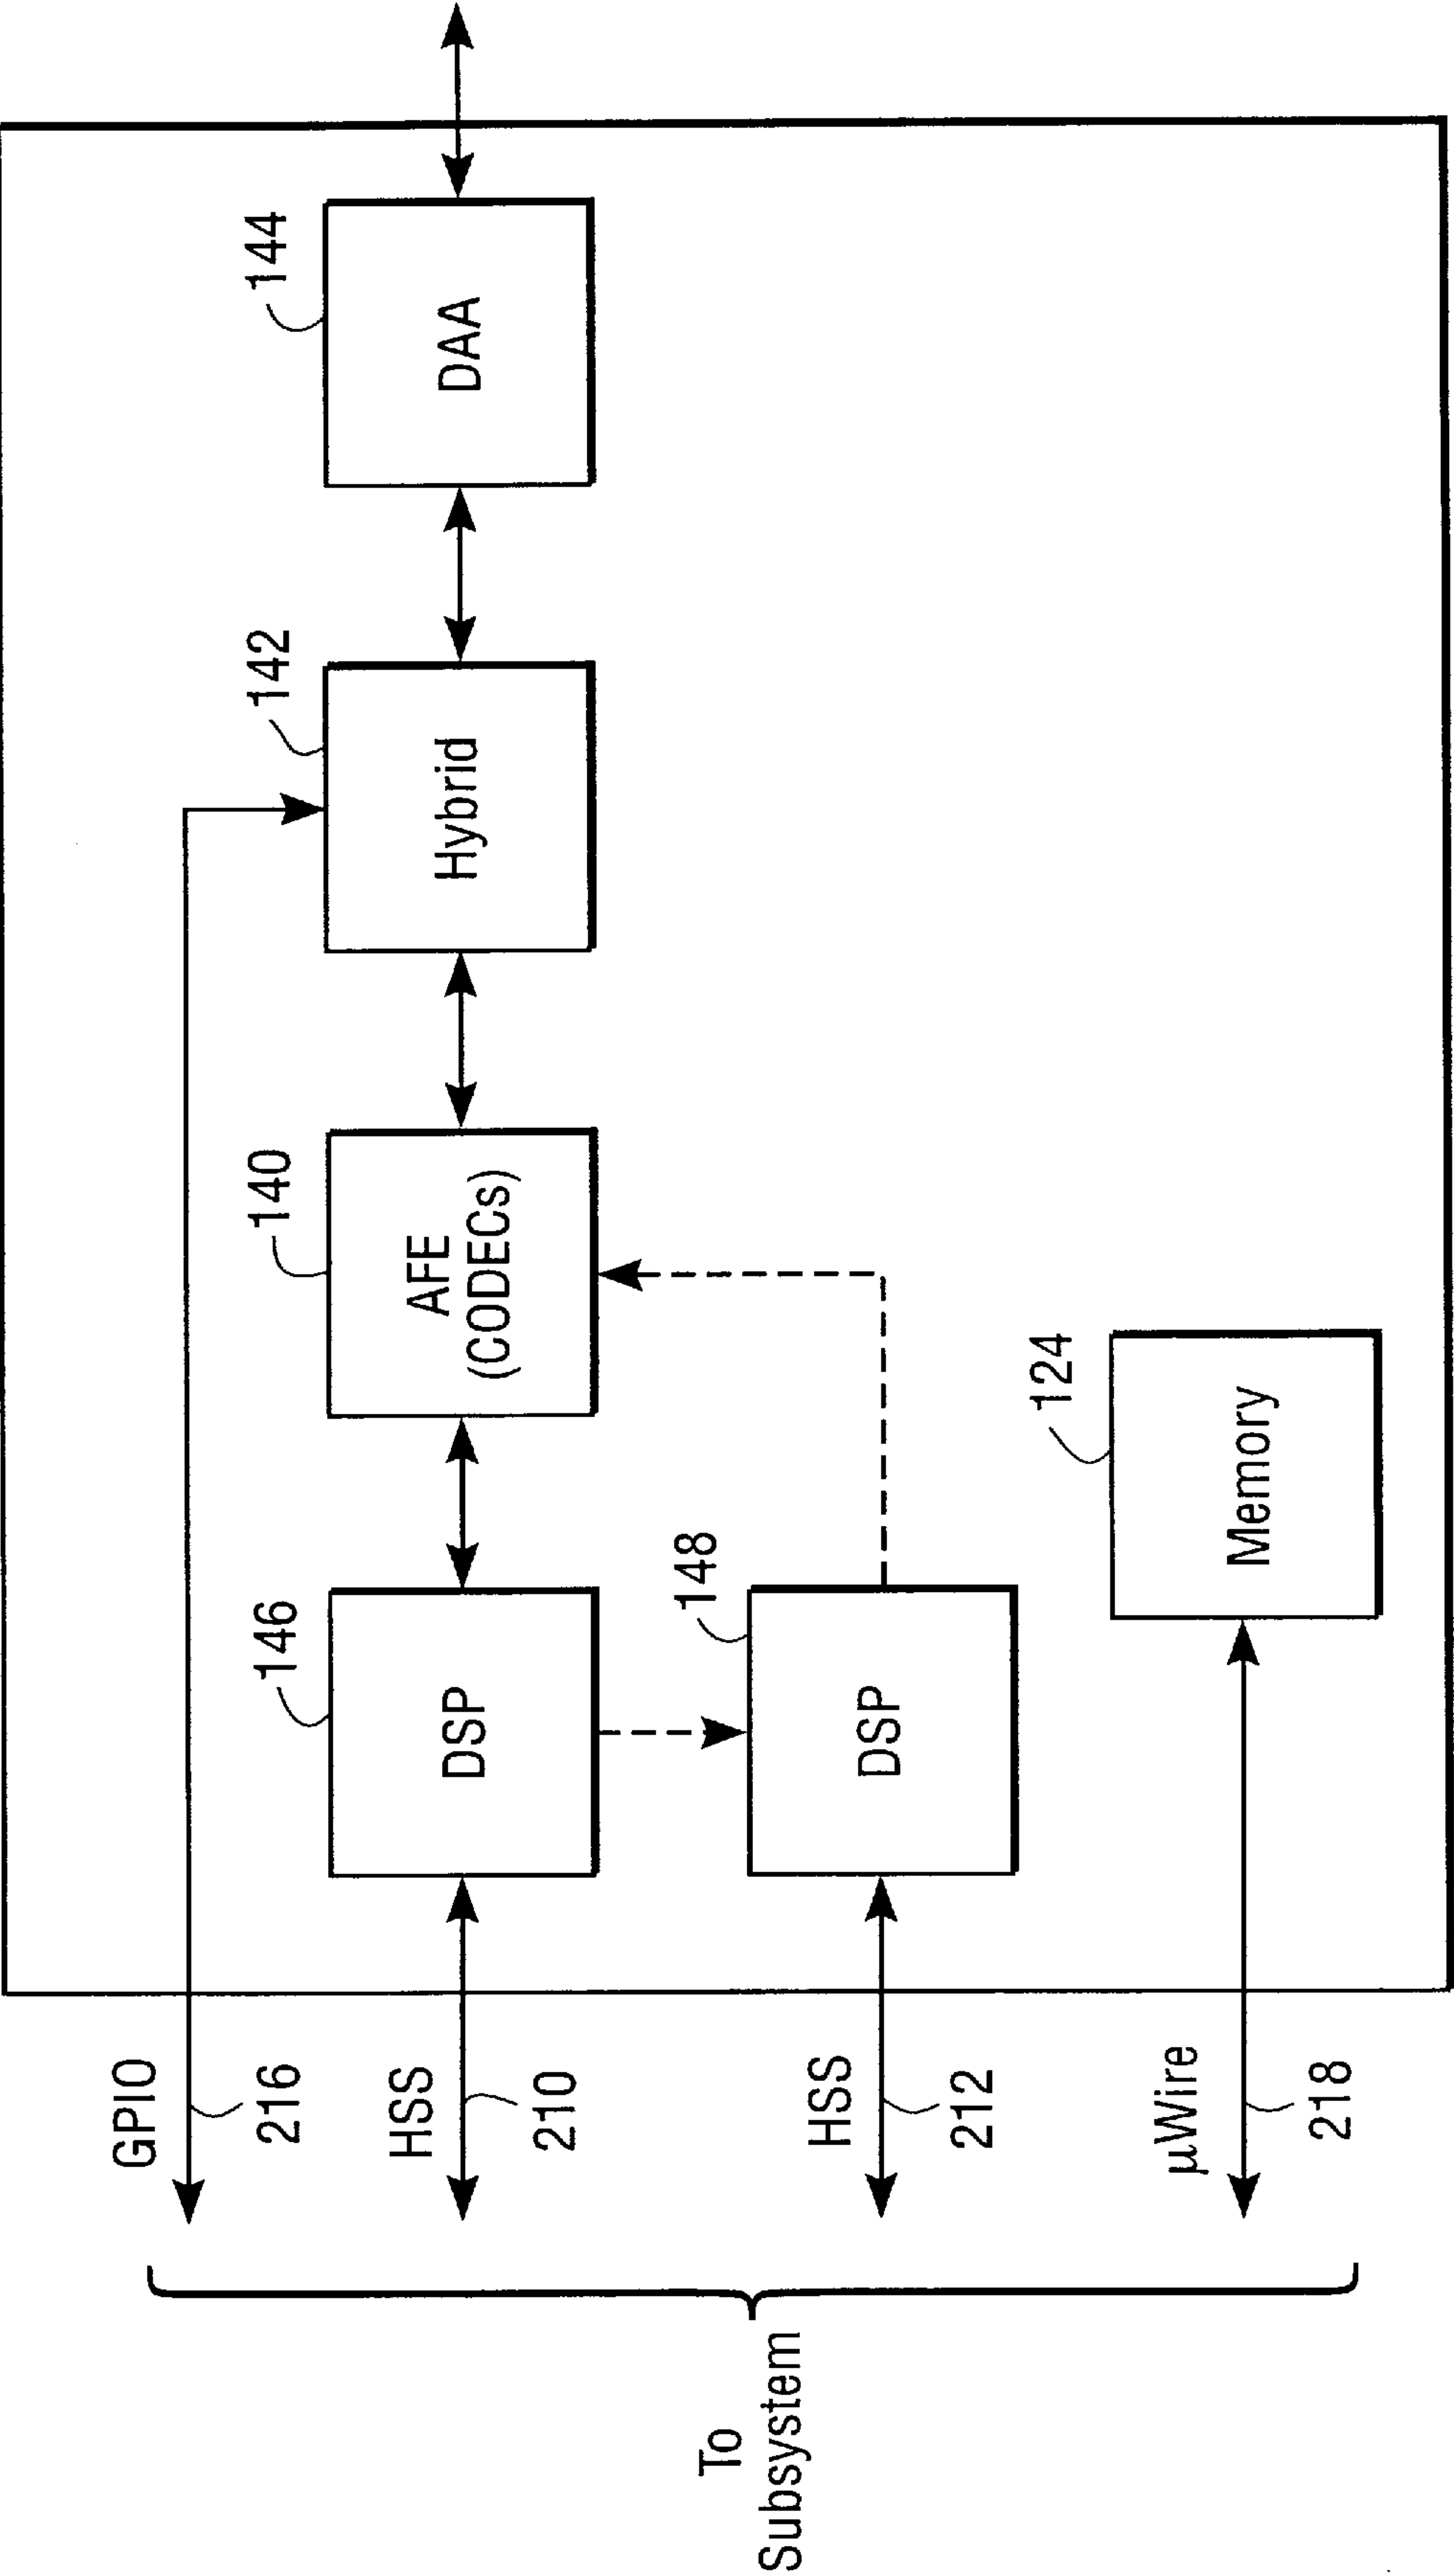 GPIO
216
HSS
210
HSS
212
µWire
218
To
Subsystem
146
DSP
148
DSP
140
AFE
(CODECs)
142
Hybrid
144
DAA
124
Memory